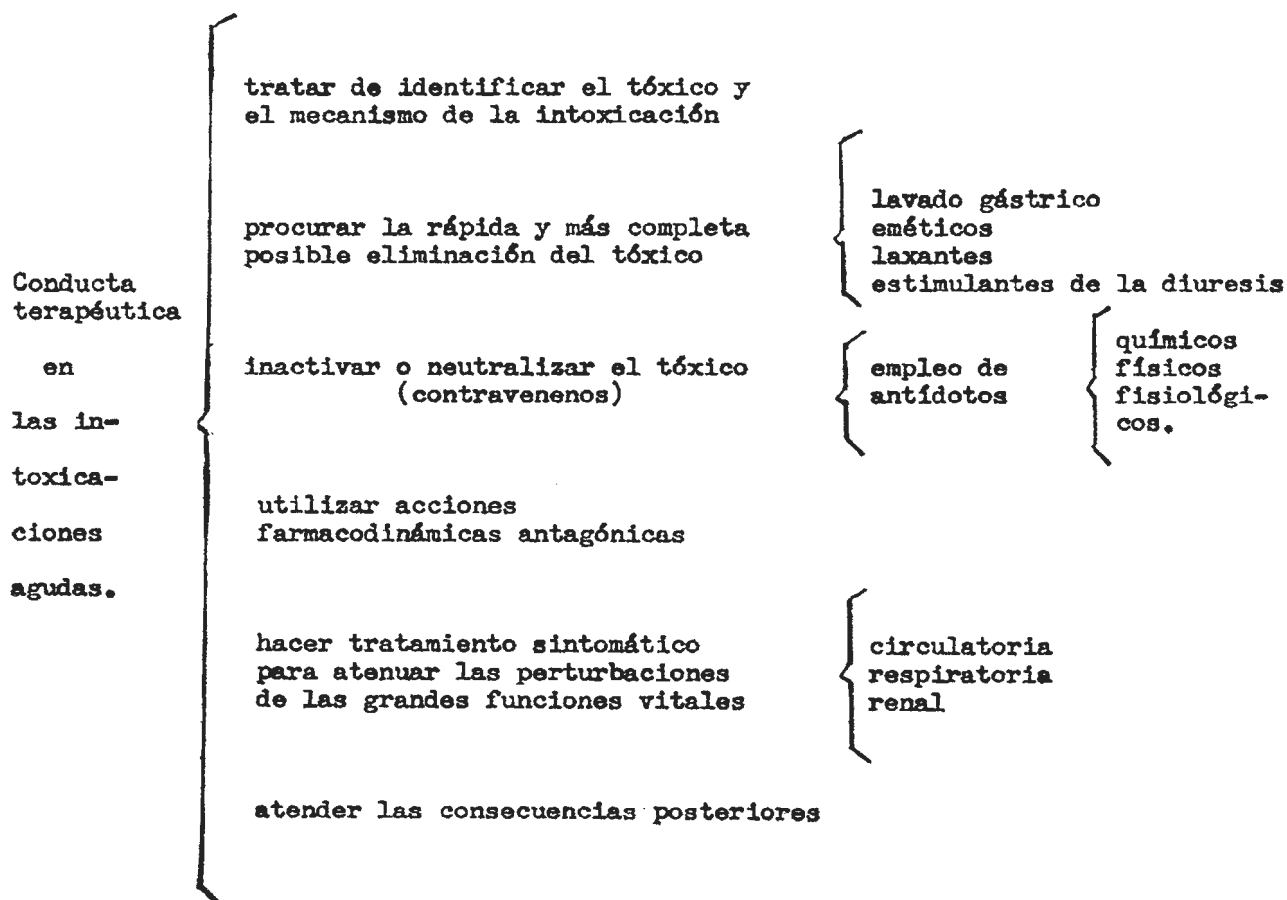 Conducta
terapéutica
en
las in-
toxica-
ciones
agudas.
tratar de identificar el tóxico y
el mecanismo de la intoxicación
procurar la rápida y más completa
posible eliminación del tóxico
lavado gástrico
eméticos
laxantes
estimulantes de la diuresis
inactivar o neutralizar el tóxico
(contravenenos)
empleo de
antídotos
químicos
físicos
fisiológi-
cos.
utilizar acciones
farmacodinámicas antagónicas
hacer tratamiento sintomático
para atenuar las perturbaciones
de las grandes funciones vitales
circulatoria
respiratoria
renal
atender las consecuencias posteriores